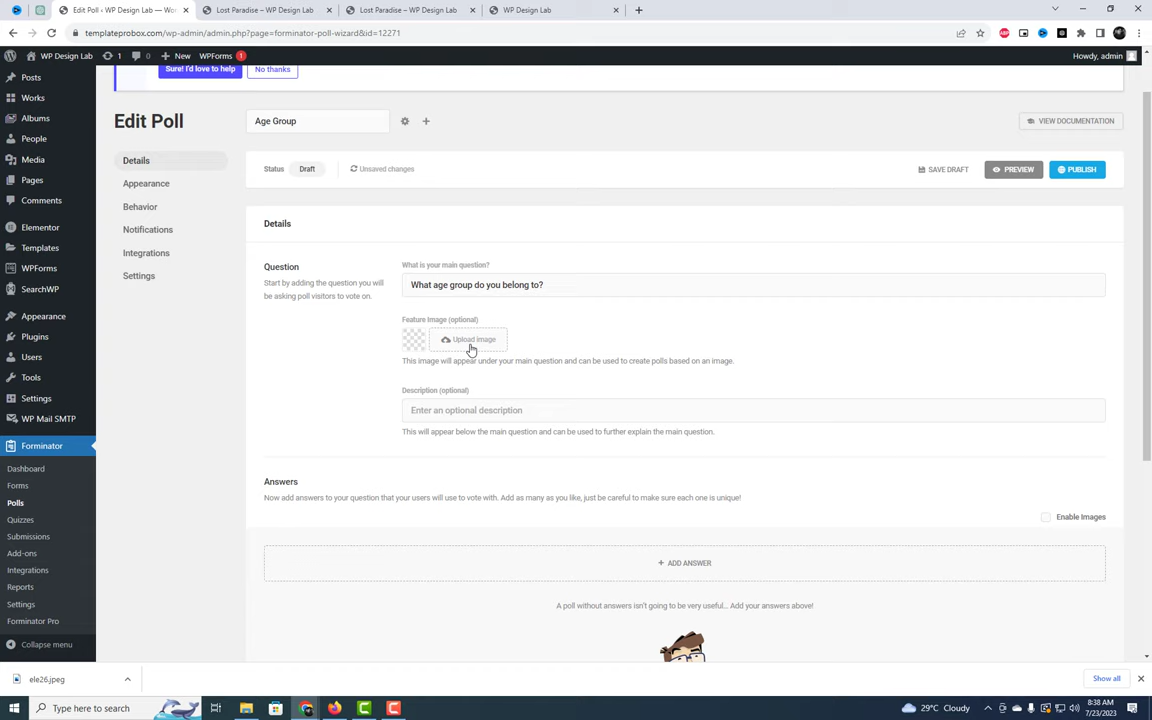 Edit Poll ‹ WP Design Lab — Wor
Lost Paradise – WP Design Lab
Lost Paradise – WP Design Lab
WP Design Lab
templateprobox.com/wp-admin/admin.php?page=forminator-poll-wizard&id=12271
WP Design Lab
1
0
New
WPForms
1
Howdy, admin
Sure! I'd love to help
No thanks
Posts
Works
Albums
People
Media
Pages
Comments
Elementor
Templates
WPForms
SearchWP
Appearance
Plugins
Users
Tools
Settings
WP Mail SMTP
Forminator
Dashboard
Forms
Polls
Quizzes
Submissions
Add-ons
Integrations
Reports
Settings
Forminator Pro
Collapse menu
Edit Poll
Age Group
VIEW DOCUMENTATION
Details
Appearance
Behavior
Notifications
Integrations
Settings
Status
Draft
Unsaved changes
SAVE DRAFT
PREVIEW
PUBLISH
Details
Question
Start by adding the question you will
be asking poll visitors to vote on.
What is your main question?
What age group do you belong to?
Feature Image (optional)
Upload image
This image will appear under your main question and can be used to create polls based on an image.
Description (optional)
Enter an optional description
This will appear below the main question and can be used to further explain the main question.
Answers
Now add answers to your question that your users will use to vote with. Add as many as you like, just be careful to make sure each one is unique!
Enable Images
+ ADD ANSWER
A poll without answers isn't going to be very useful... Add your answers above!
ele26.jpeg
Show all
Type here to search
29°C Cloudy
8:38 AM
7/23/2023